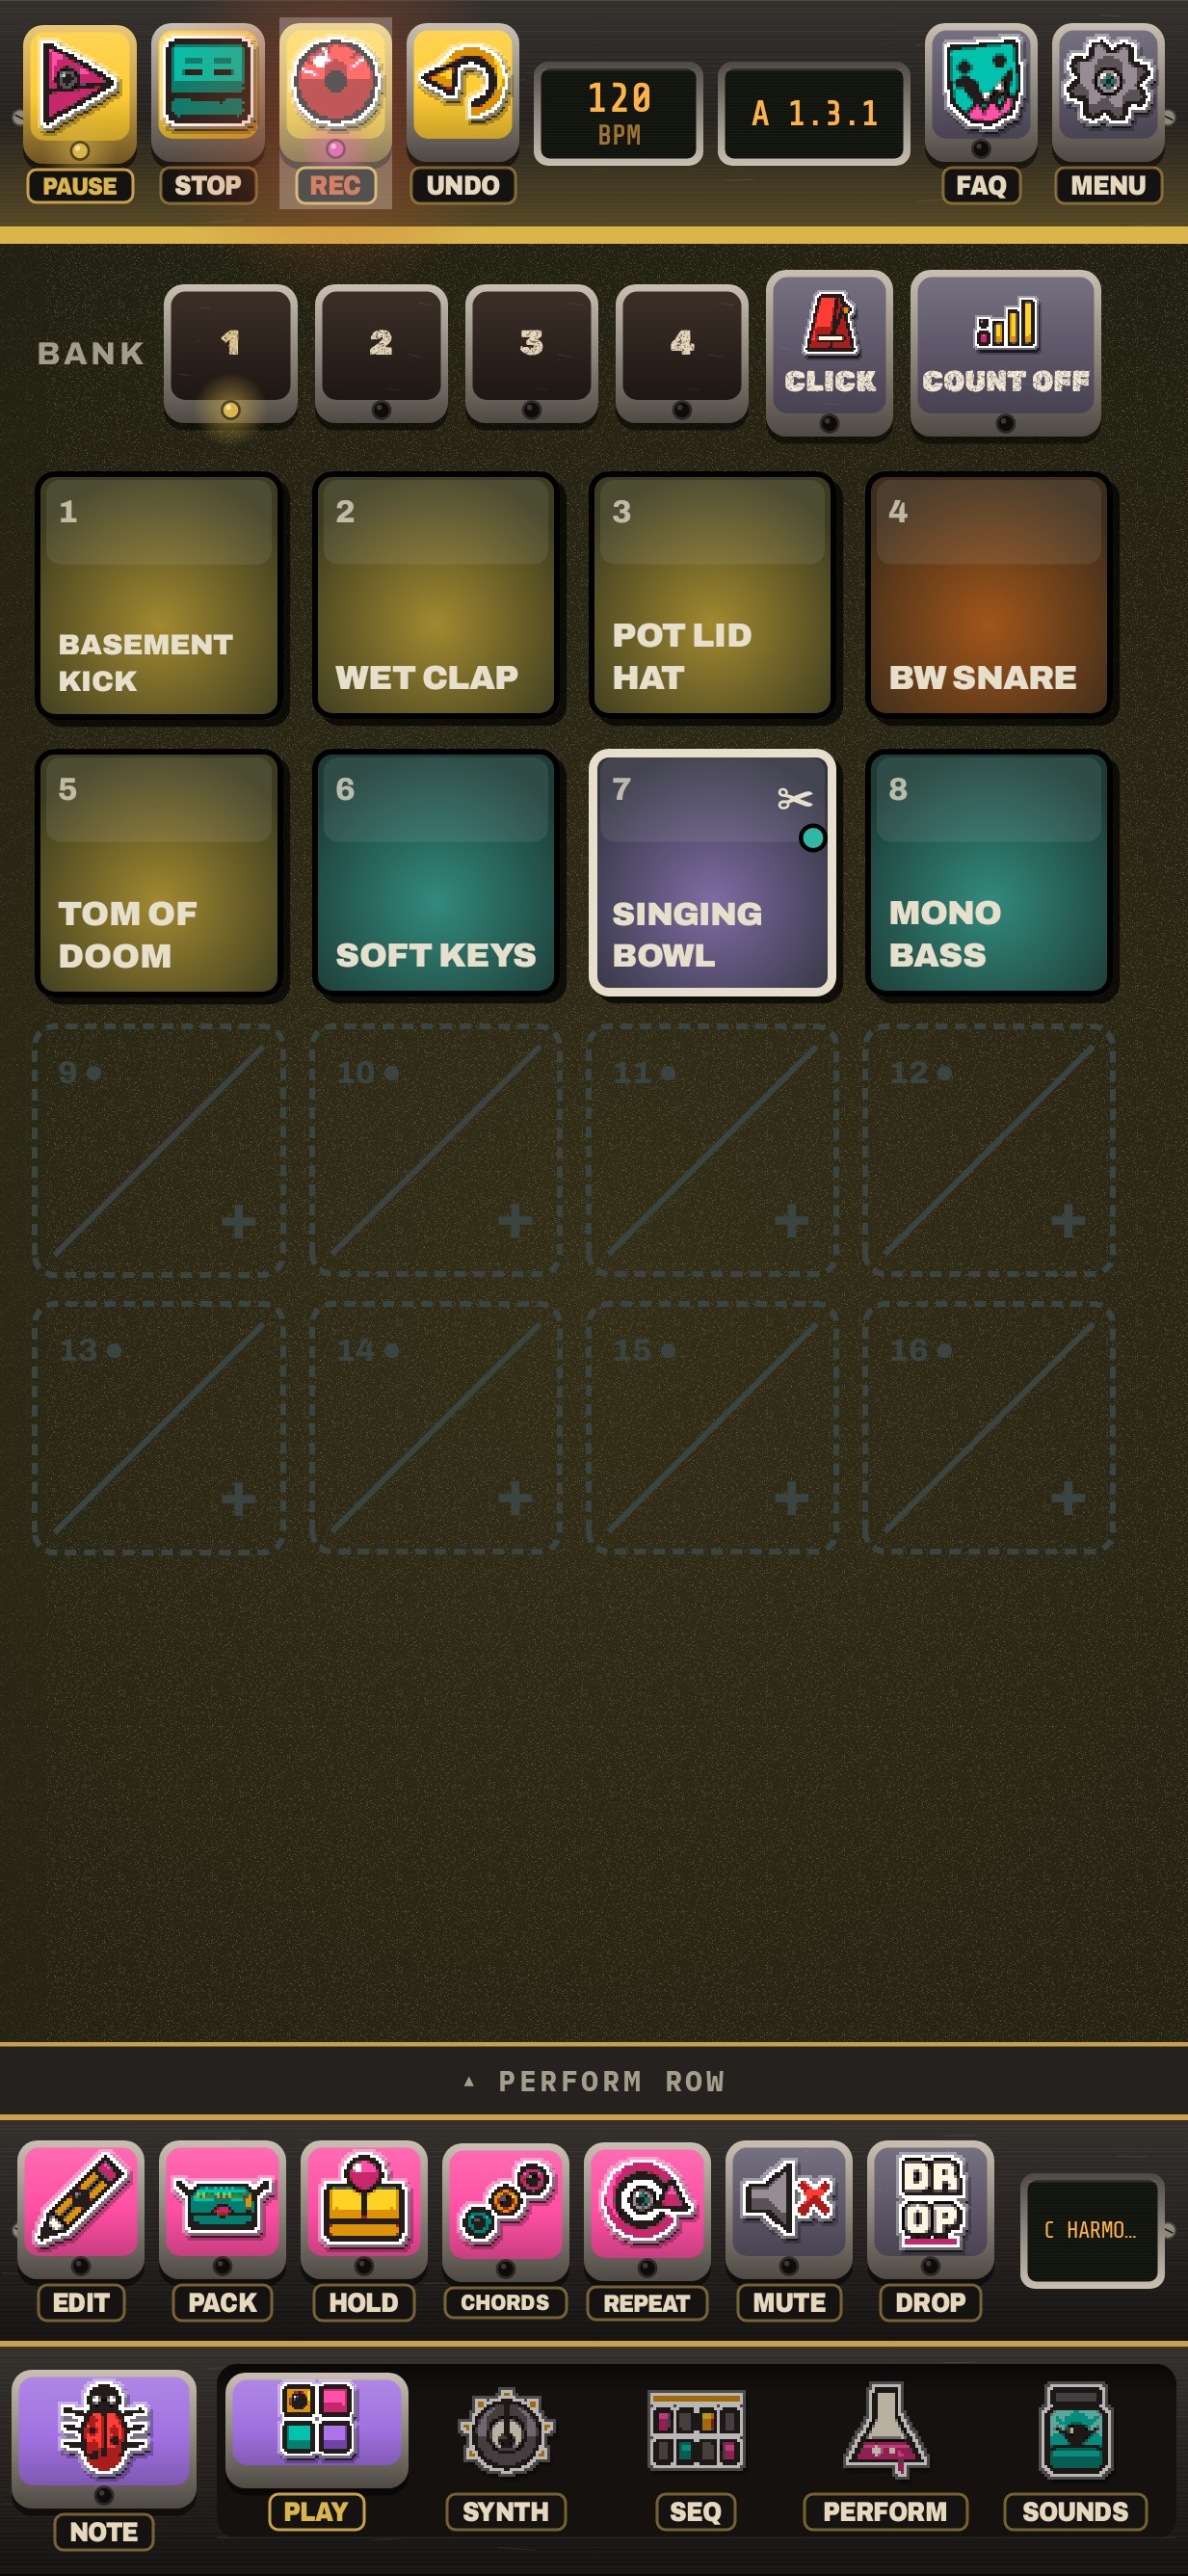 120
BPM
A 1.3.1
PAUSE STOP REC UNDO FAQ MENU
BANK 1 2 3 4 CLICK COUNT OFF
1 2 3 4
BASEMENT
KICK
WET CLAP
POT LID
HAT
BW SNARE
5 6 7 8
TOM OF
DOOM
SOFT KEYS
SINGING
BOWL
MONO
BASS
9 10 11 12
13 14 15 16
▲ PERFORM ROW
DR
OP
C HARMO…
EDIT PACK HOLD CHORDS REPEAT MUTE DROP
NOTE PLAY SYNTH SEQ PERFORM SOUNDS